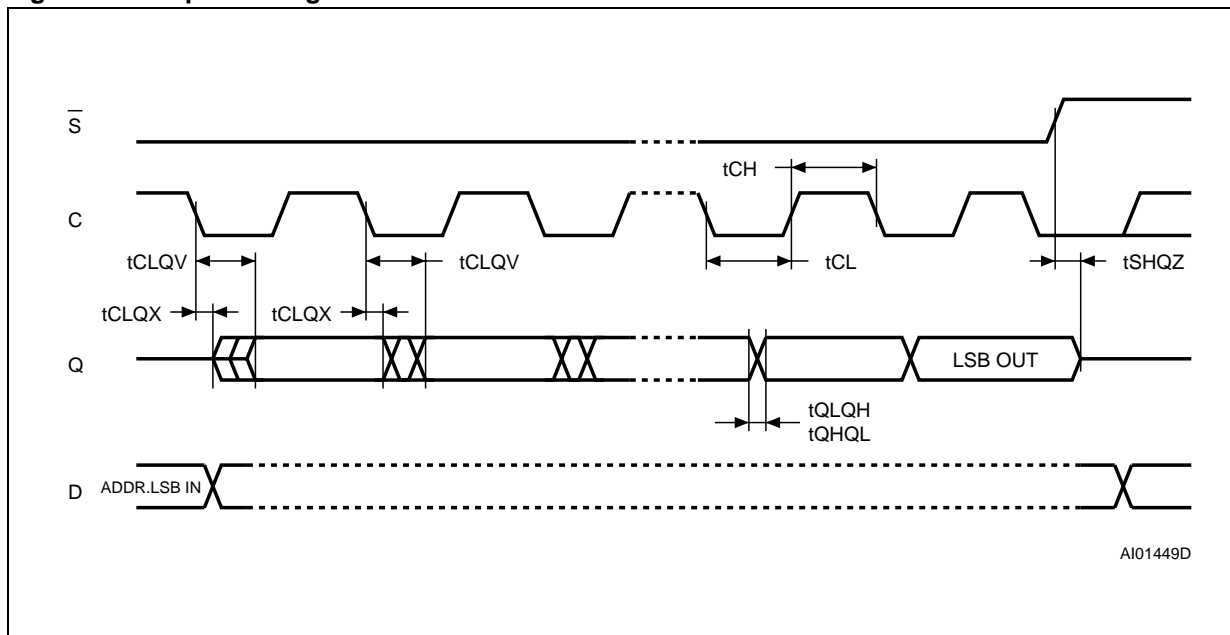 S
tCH
C
tCLQV
tCLQV
tCL
tSHQZ
tCLQX
tCLQX
Q
LSB OUT
tQLQH
tQHQL
D
ADDR.LSB IN
AI01449D